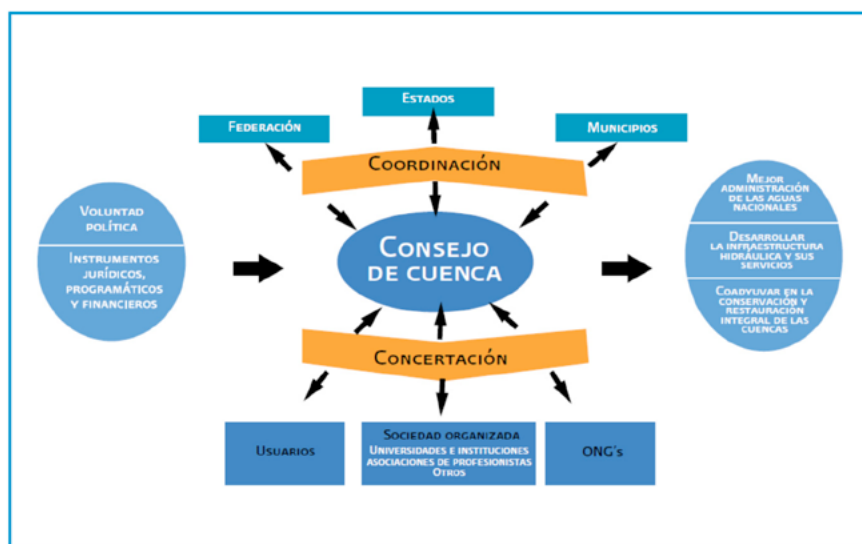 ESTADOS
FEDERACIÓN
MUNICIPIOS
COORDINACIÓN
VOLUNTAD
POLÍTICA
INSTRUMENTOS
JURÍDICOS,
PROGRAMÁTICOS
Y FINANCIEROS
CONSEJO
DE CUENCA
MEJOR
ADMINISTRACIÓN
DE LAS AGUAS
NACIONALES
DESARROLLAR
LA INFRAESTRUCTURA
HIDRÁULICA Y SUS
SERVICIOS
COADYUVAR EN LA
CONSERVACIÓN Y
RESTAURACIÓN
INTEGRAL DE LAS
CUENCAS
CONCERTACIÓN
USUARIOS
SOCIEDAD ORGANIZADA
UNIVERSIDADES E INSTITUCIONES
ASOCIACIONES DE PROFESIONISTAS
OTROS
ONG's